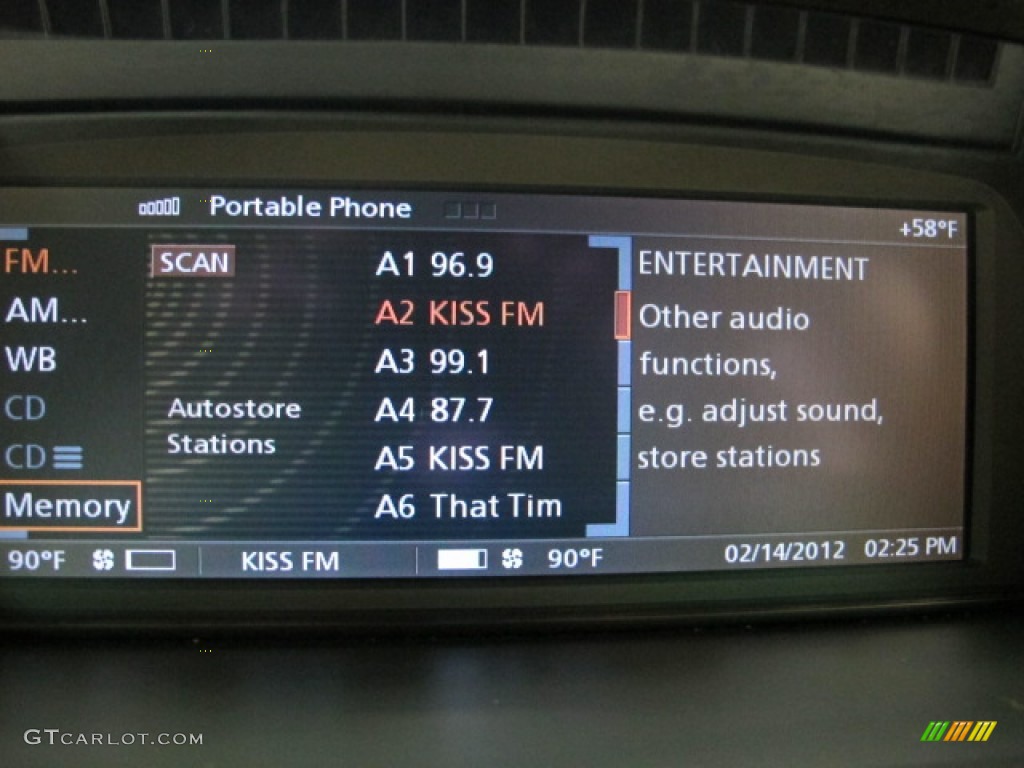 Portable Phone
+58°F
FM...
AM...
WB
CD
CD
Memory
SCAN
Autostore
Stations
A1 96.9
A2 KISS FM
A3 99.1
A4 87.7
A5 KISS FM
A6 That Tim
ENTERTAINMENT
Other audio
functions,
e.g. adjust sound,
store stations
90°F
KISS FM
90°F
02/14/2012 02:25 PM
GTCARLOT.COM